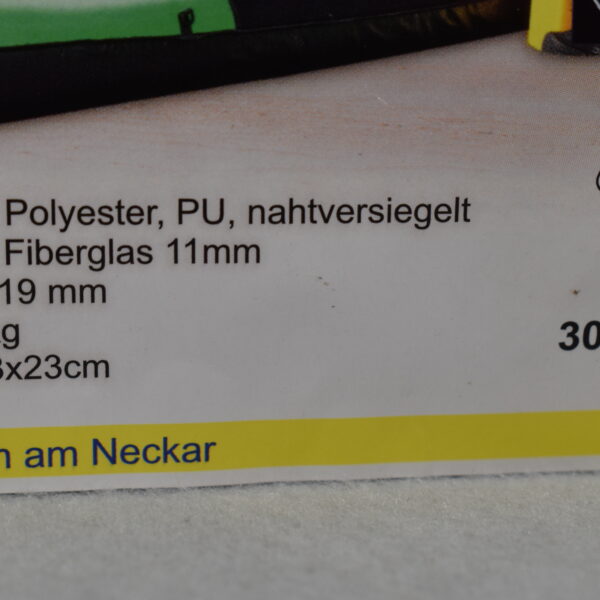 Polyester, PU, nahtversiegelt
Fiberglas 11mm
19 mm
x23cm
30
am Neckar